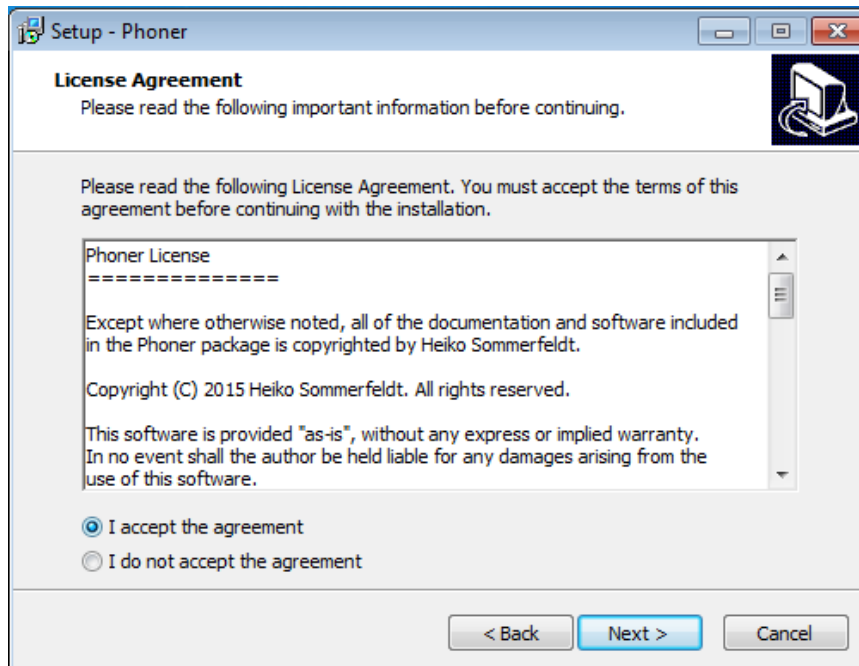 Setup - Phoner
License Agreement
Please read the following important information before continuing.
Please read the following License Agreement. You must accept the terms of this
agreement before continuing with the installation.
Phoner License
==============
Except where otherwise noted, all of the documentation and software included
in the Phoner package is copyrighted by Heiko Sommerfeldt.
Copyright (C) 2015 Heiko Sommerfeldt. All rights reserved.
This software is provided "as-is", without any express or implied warranty.
In no event shall the author be held liable for any damages arising from the
use of this software.
I accept the agreement
I do not accept the agreement
< Back Next > Cancel